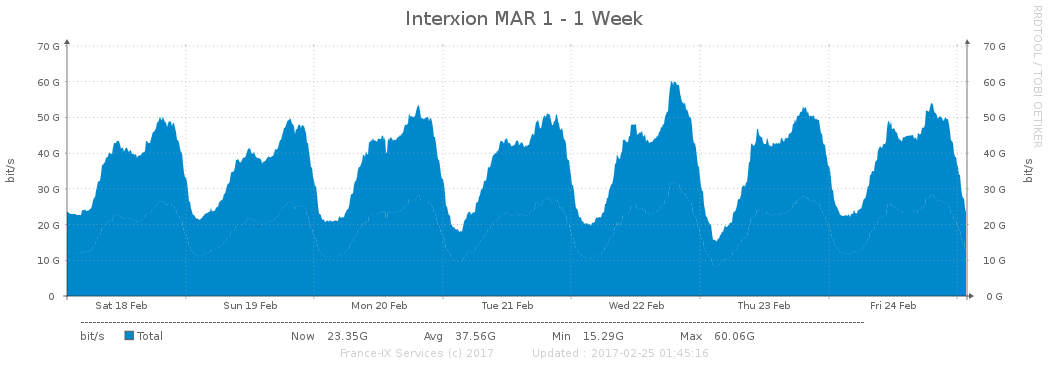 Interxion MAR 1 - 1 Week
RRDTOOL / TOBI OETIKER
bit/s
bit/s
70 G 70 G
60 G 60 G
50 G 50 G
40 G 40 G
30 G 30 G
20 G 20 G
10 G 10 G
0 0 G
Sat 18 Feb Sun 19 Feb Mon 20 Feb Tue 21 Feb Wed 22 Feb Thu 23 Feb Fri 24 Feb
bit/s Total Now 23.35G Avg 37.56G Min 15.29G Max 60.06G
France-IX Services (c) 2017 Updated : 2017-02-25 01:45:16